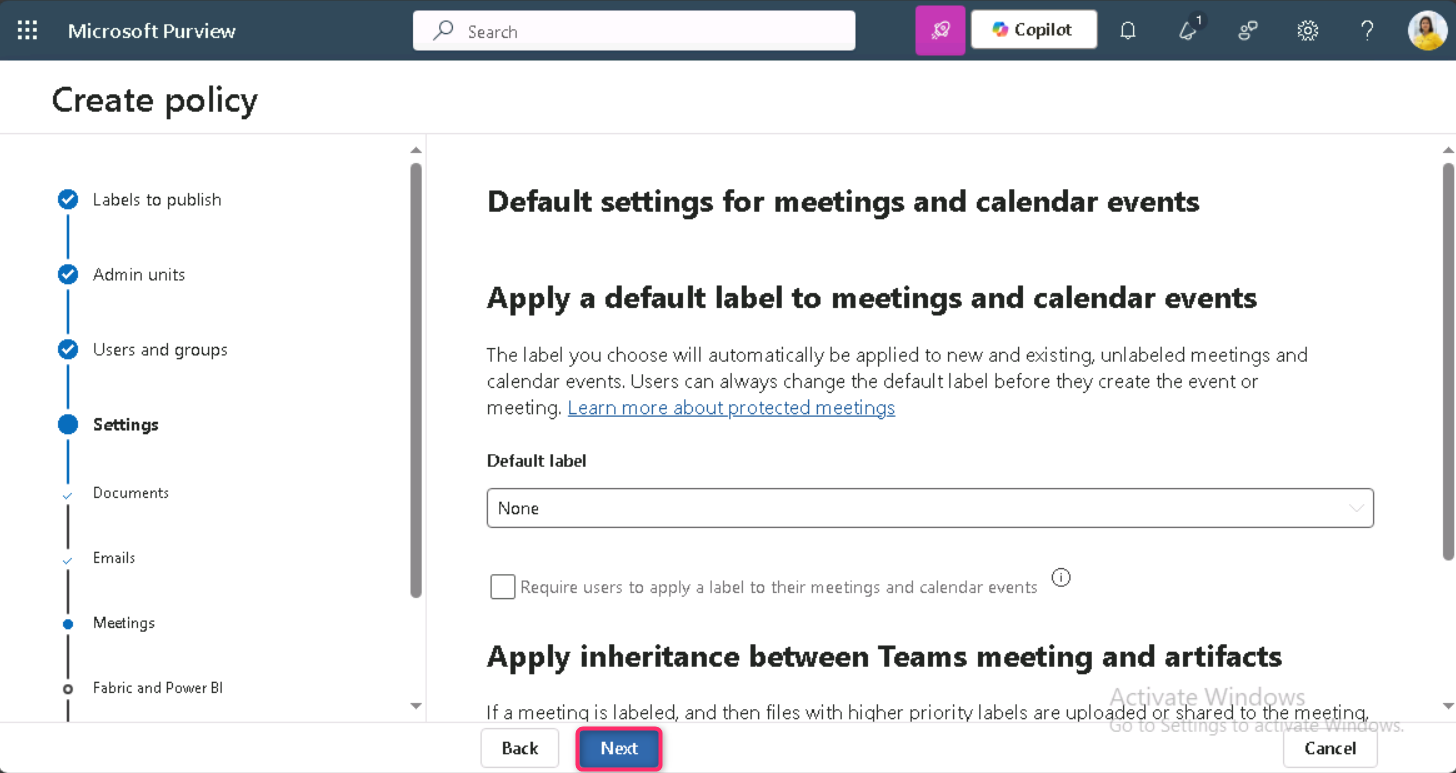 Microsoft Purview
Search
Copilot
1
Create policy
Labels to publish
Admin units
Users and groups
Settings
Documents
Emails
Meetings
Fabric and Power BI
Default settings for meetings and calendar events
Apply a default label to meetings and calendar events
The label you choose will automatically be applied to new and existing, unlabeled meetings and
calendar events. Users can always change the default label before they create the event or
meeting. Learn more about protected meetings
Default label
None
Require users to apply a label to their meetings and calendar events
Apply inheritance between Teams meeting and artifacts
If a meeting is labeled, and then files with higher priority labels are uploaded or shared to the meeting,
Activate Windows
Go to Settings to activate Windows.
Back
Next
Cancel